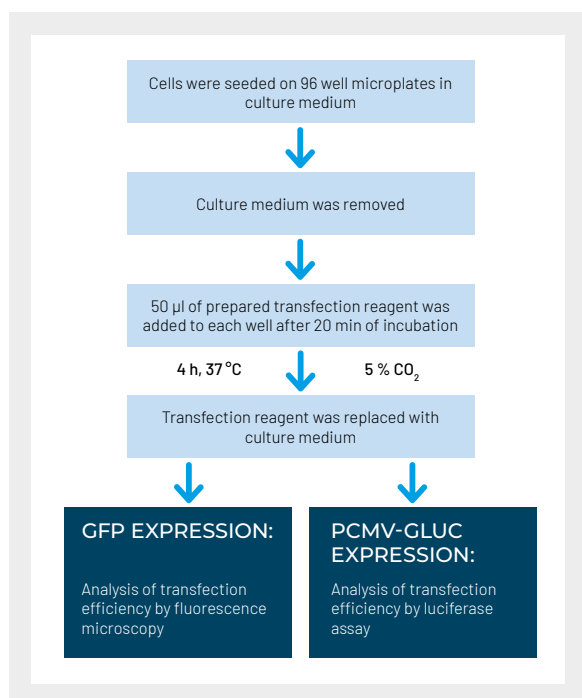 Cells were seeded on 96 well microplates in
culture medium
Culture medium was removed
50 µl of prepared transfection reagent was
added to each well after 20 min of incubation
4 h, 37 °C
5 % CO₂
Transfection reagent was replaced with
culture medium
GFP EXPRESSION:
Analysis of transfection
efficiency by fluorescence
microscopy
PCMV-GLUC
EXPRESSION:
Analysis of transfection
efficiency by luciferase
assay